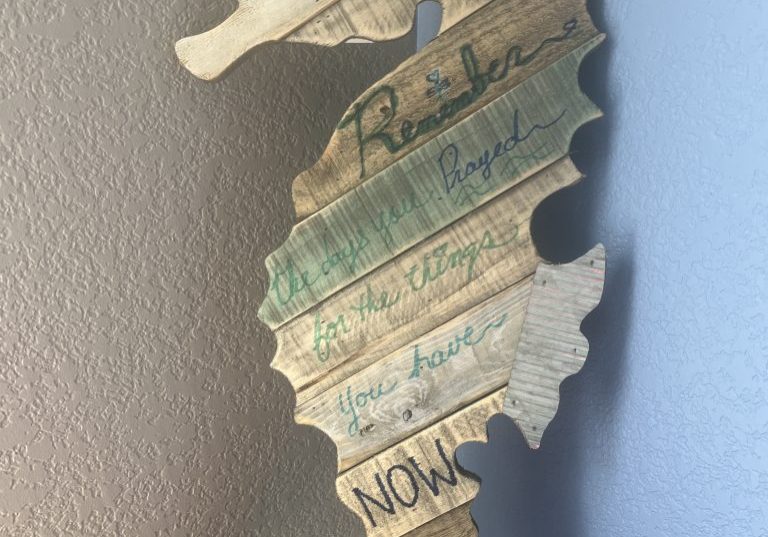 Remember
the days you Prayed
for the things
you have
NOW